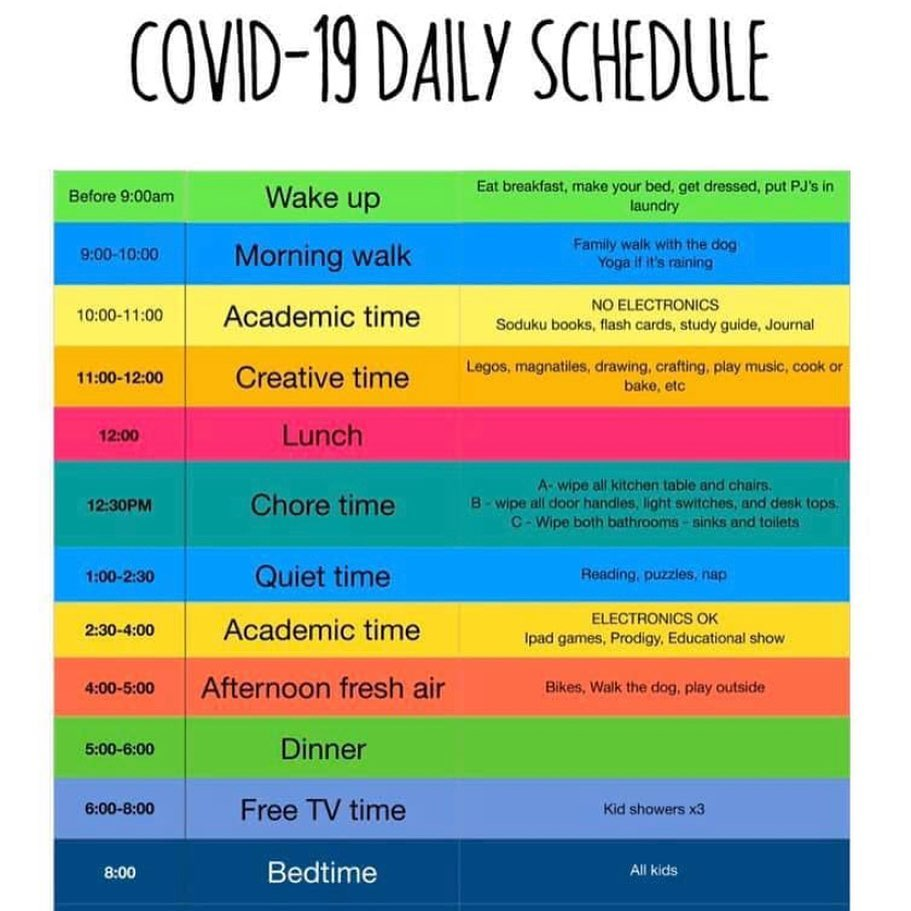 COVID-19 DAILY SCHEDULE
Before 9:00am
Wake up
Eat breakfast, make your bed, get dressed, put PJ's in
laundry
9:00-10:00
Morning walk
Family walk with the dog
Yoga if it's raining
10:00-11:00
Academic time
NO ELECTRONICS
Soduku books, flash cards, study guide, Journal
11:00-12:00
Creative time
Legos, magnatiles, drawing, crafting, play music, cook or
bake, etc
12:00
Lunch
12:30PM
Chore time
A- wipe all kitchen table and chairs.
B - wipe all door handles, light switches, and desk tops.
C - Wipe both bathrooms - sinks and toilets
1:00-2:30
Quiet time
Reading, puzzles, nap
2:30-4:00
Academic time
ELECTRONICS OK
Ipad games, Prodigy, Educational show
4:00-5:00
Afternoon fresh air
Bikes, Walk the dog, play outside
5:00-6:00
Dinner
6:00-8:00
Free TV time
Kid showers x3
8:00
Bedtime
All kids